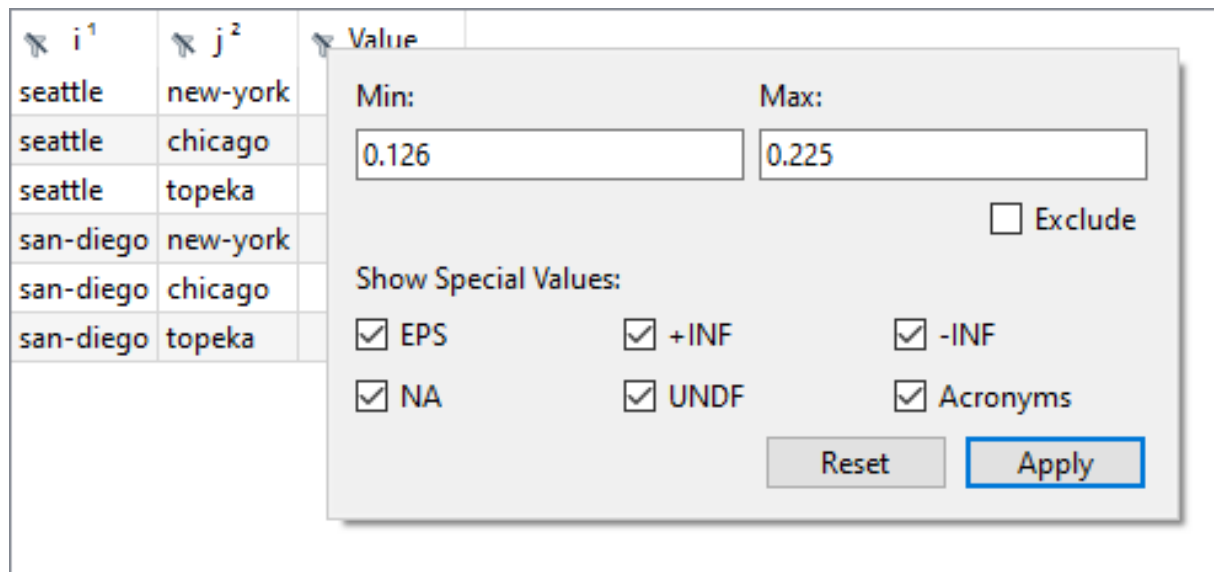 i 1 j 2 Value
seattle new-york
seattle chicago
seattle topeka
san-diego new-york
san-diego chicago
san-diego topeka
Min: Max:
0.126 0.225
Exclude
Show Special Values:
EPS +INF -INF
NA UNDF Acronyms
Reset Apply